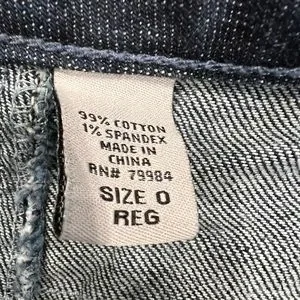 99% COTTON
1% SPANDEX
MADE IN
CHINA
RN# 79984
SIZE 0
REG